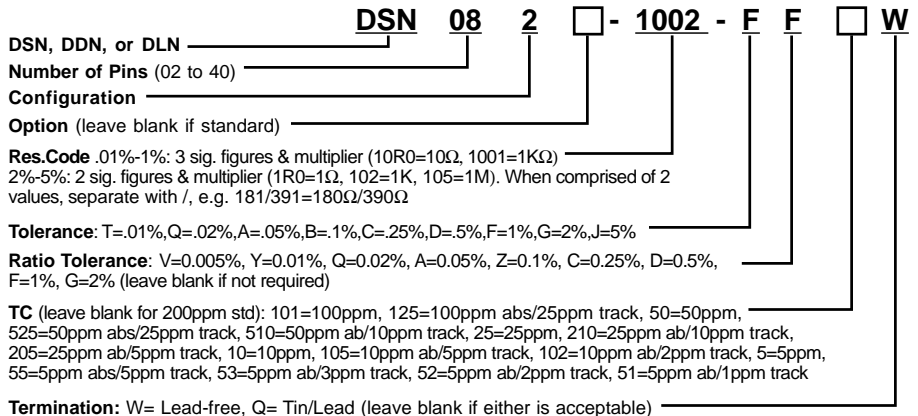 DSN 08 2 □ - 1002 - F F □ W
DSN, DDN, or DLN
Number of Pins (02 to 40)
Configuration
Option (leave blank if standard)
Res.Code .01%-1%: 3 sig. figures & multiplier (10R0=10Ω, 1001=1KΩ)
2%-5%: 2 sig. figures & multiplier (1R0=1Ω, 102=1K, 105=1M). When comprised of 2
values, separate with /, e.g. 181/391=180Ω/390Ω
Tolerance: T=.01%,Q=.02%,A=.05%,B=.1%,C=.25%,D=.5%,F=1%,G=2%,J=5%
Ratio Tolerance: V=0.005%, Y=0.01%, Q=0.02%, A=0.05%, Z=0.1%, C=0.25%, D=0.5%,
F=1%, G=2% (leave blank if not required)
TC (leave blank for 200ppm std): 101=100ppm, 125=100ppm abs/25ppm track, 50=50ppm,
525=50ppm abs/25ppm track, 510=50ppm ab/10ppm track, 25=25ppm, 210=25ppm ab/10ppm track,
205=25ppm ab/5ppm track, 10=10ppm, 105=10ppm ab/5ppm track, 102=10ppm ab/2ppm track, 5=5ppm,
55=5ppm abs/5ppm track, 53=5ppm ab/3ppm track, 52=5ppm ab/2ppm track, 51=5ppm ab/1ppm track
Termination: W= Lead-free, Q= Tin/Lead (leave blank if either is acceptable)